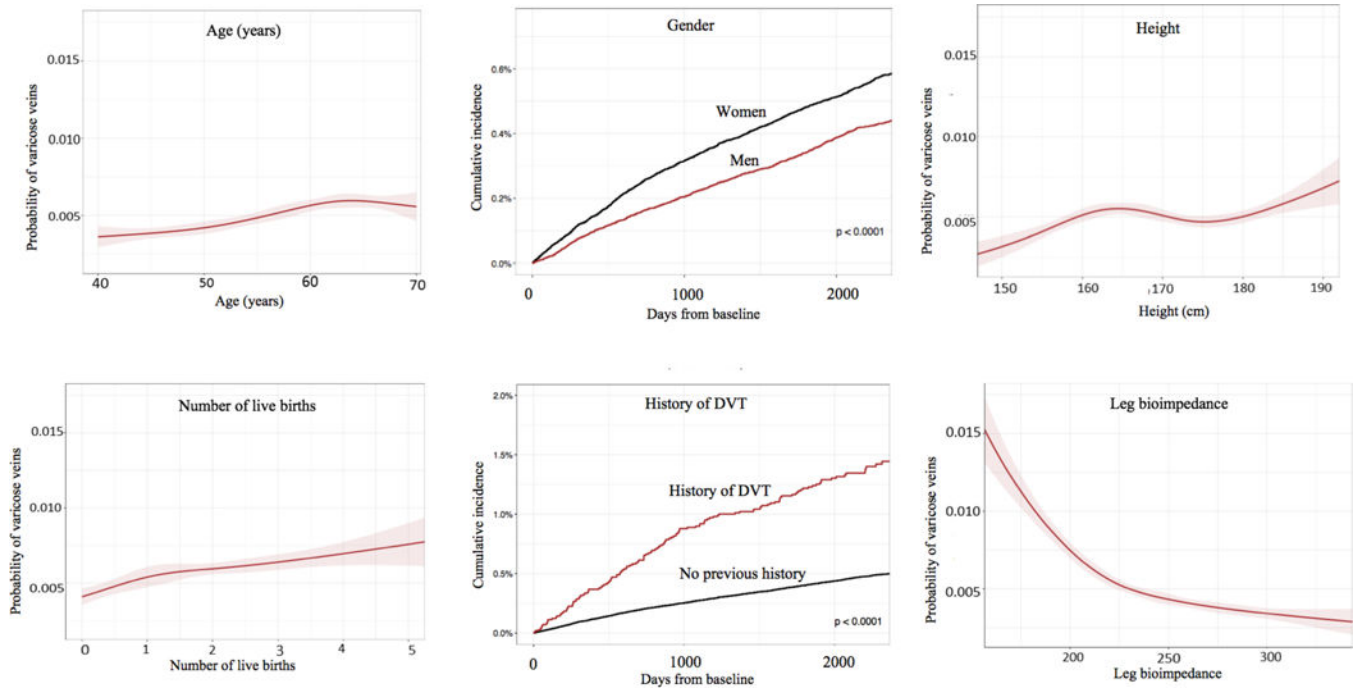 Age (years)
Probability of varicose veins
0.015
0.010
0.005
40
50
60
70
Age (years)
Gender
Cumulative incidence
0.6%
0.4%
0.2%
0.0%
Women
Men
p < 0.0001
0
1000
2000
Days from baseline
Height
Probability of varicose veins
0.015
0.010
0.005
150
160
170
180
190
Height (cm)
Number of live births
Probability of varicose veins
0.015
0.010
0.005
0
1
2
3
4
5
Number of live births
History of DVT
Cumulative incidence
2.0%
1.5%
1.0%
0.5%
0.0%
History of DVT
No previous history
p < 0.0001
0
1000
2000
Days from baseline
Leg bioimpedance
Probability of varicose veins
0.015
0.010
0.005
200
250
300
Leg bioimpedance